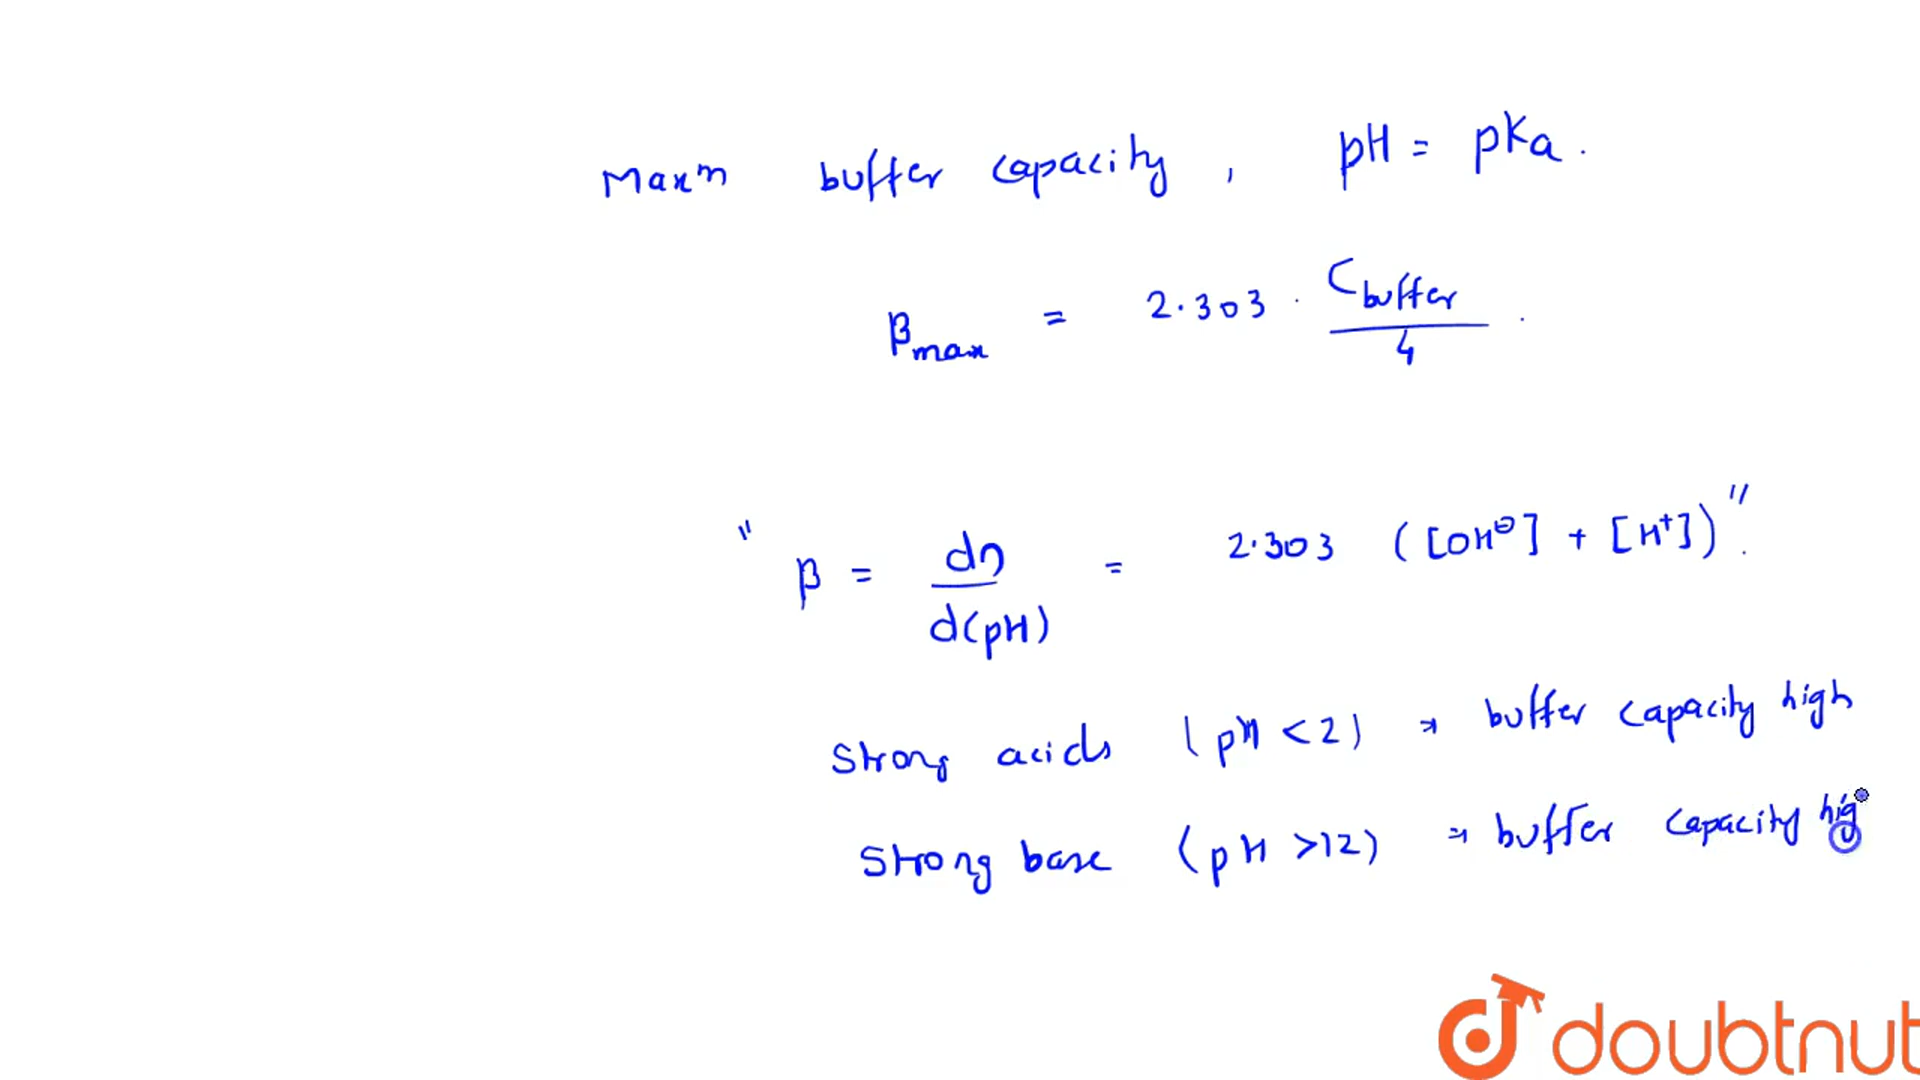 Maxm buffer capacity , pH = pKa .
βmax = 2.303 . Cbuffer / 4 .
" β = dη / d(pH) = 2.303 ([OH⊖] + [H+]) " .
Strong acids (pH < 2) → buffer capacity high
Strong base (pH >12) → buffer capacity hig
doubtnut